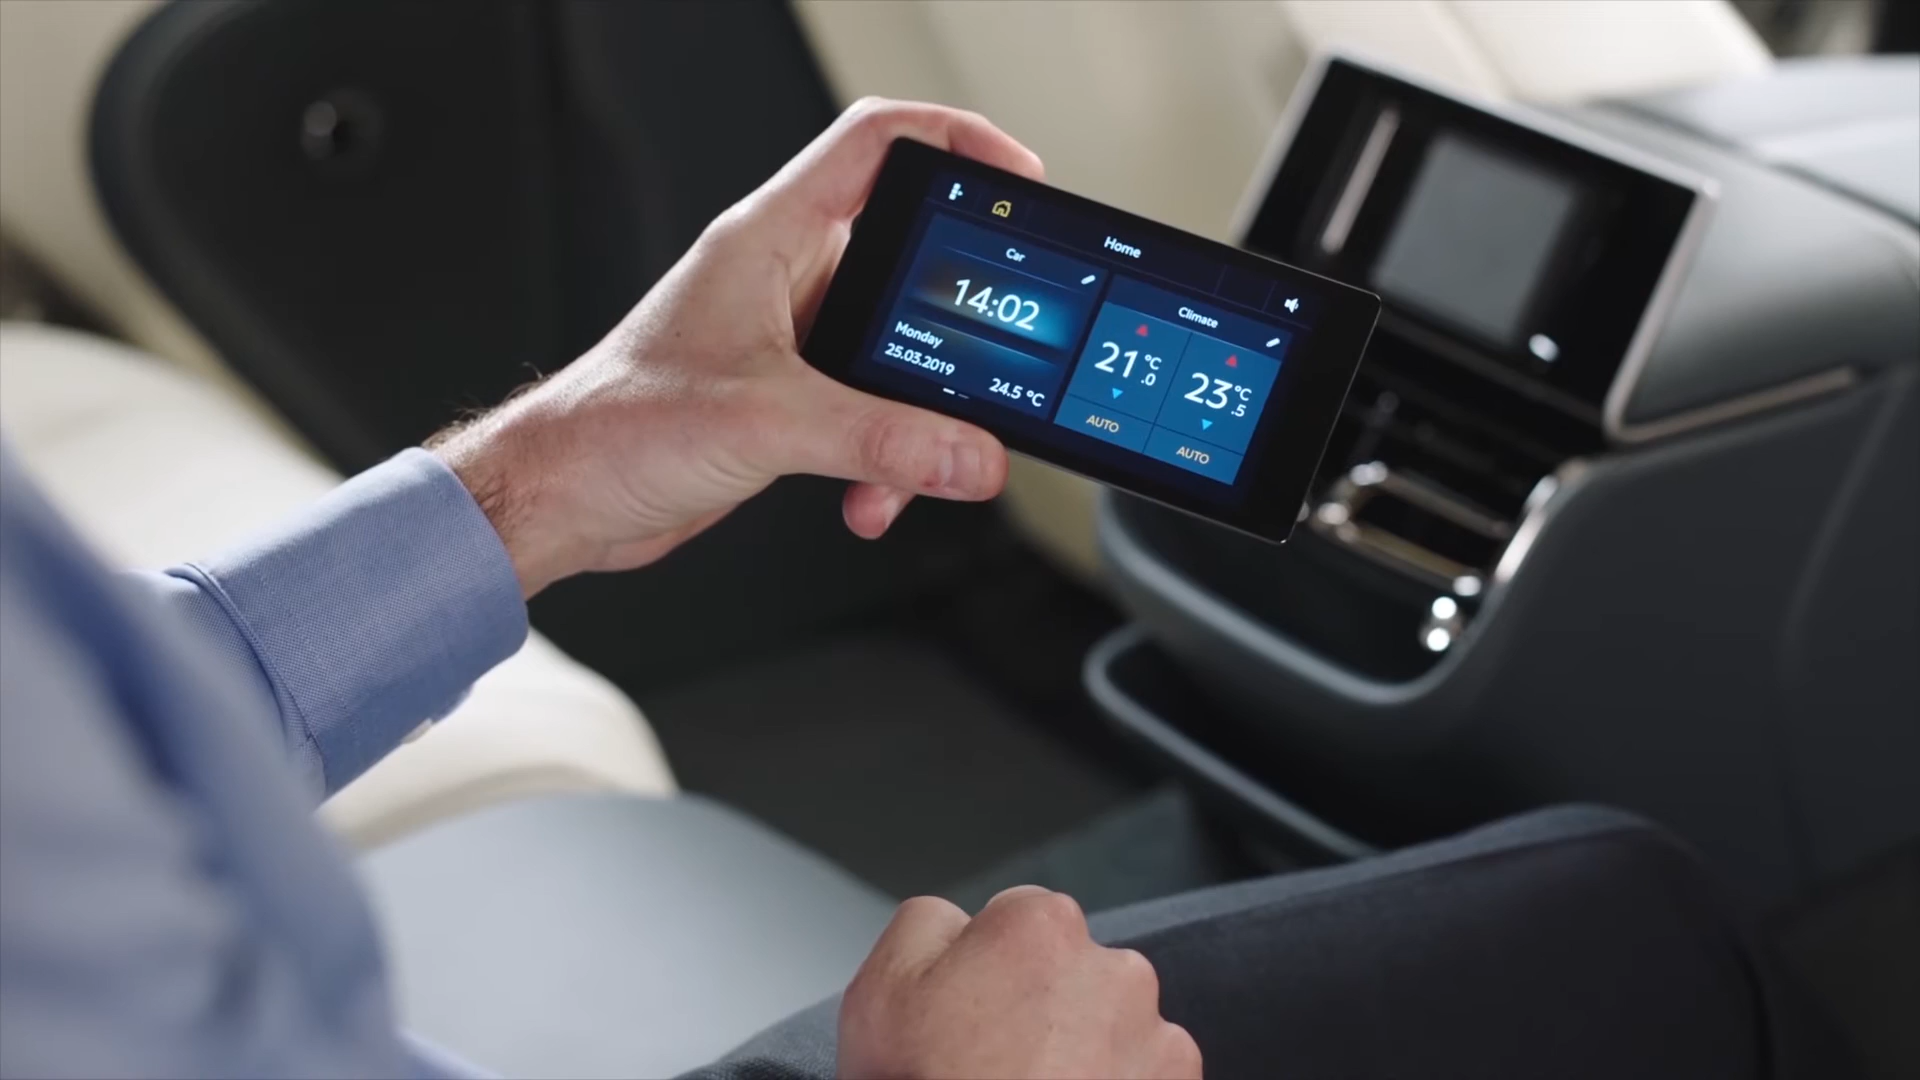 Home
Car
14:02
Monday
25.03.2019
24.5 °C
Climate
21.0 °C
AUTO
23.5 °C
AUTO